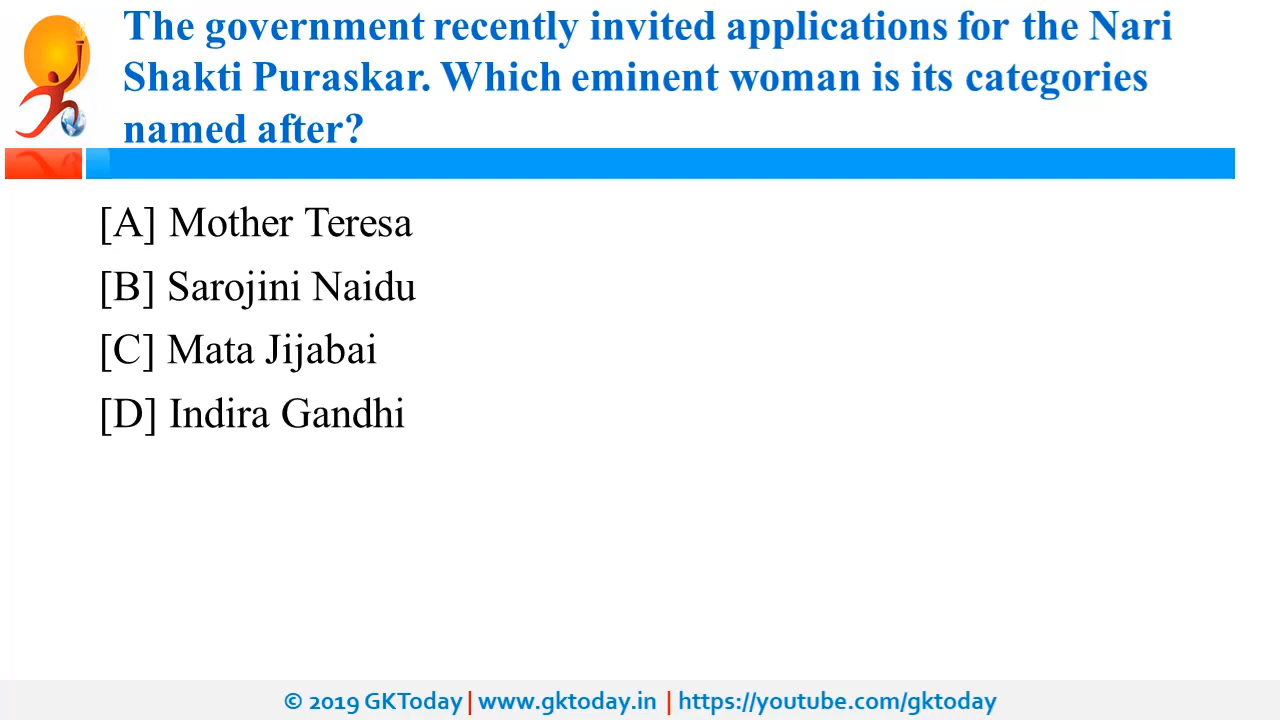 The government recently invited applications for the Nari
Shakti Puraskar. Which eminent woman is its categories
named after?
[A] Mother Teresa
[B] Sarojini Naidu
[C] Mata Jijabai
[D] Indira Gandhi
© 2019 GKToday | www.gktoday.in | https://youtube.com/gktoday